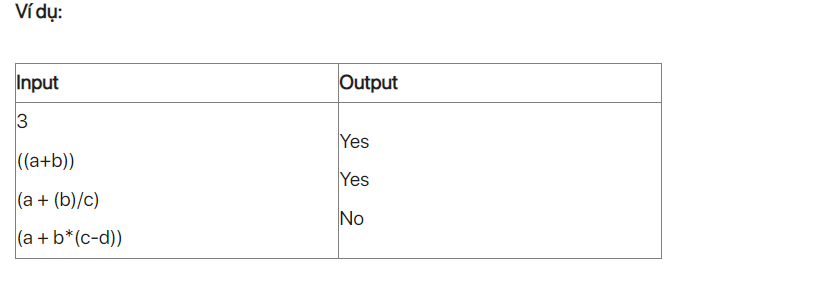 Ví dụ:
Input
Output
3
((a+b))
(a + (b)/c)
(a + b*(c-d))
Yes
Yes
No